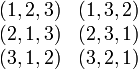 (1, 2, 3) (1, 3, 2)
(2, 1, 3) (2, 3, 1)
(3, 1, 2) (3, 2, 1)